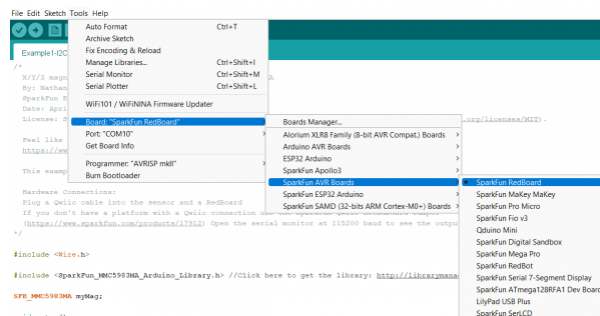 File Edit Sketch Tools Help
Auto Format Ctrl+T
Archive Sketch
Fix Encoding & Reload
Manage Libraries... Ctrl+Shift+I
Serial Monitor Ctrl+Shift+M
Serial Plotter Ctrl+Shift+L
WiFi101 / WiFiNINA Firmware Updater
Board: "SparkFun RedBoard"
Port: "COM10"
Get Board Info
Programmer: "AVRISP mkII"
Burn Bootloader
Boards Manager...
Alorium XLR8 Family (8-bit AVR Compat.) Boards
Arduino AVR Boards
ESP32 Arduino
SparkFun Apollo3
SparkFun AVR Boards
SparkFun ESP32 Arduino
SparkFun SAMD (32-bits ARM Cortex-M0+) Boards
SparkFun RedBoard
SparkFun MaKey MaKey
SparkFun Pro Micro
SparkFun Fio v3
Qduino Mini
SparkFun Digital Sandbox
SparkFun Mega Pro
SparkFun RedBot
SparkFun Serial 7-Segment Display
SparkFun ATmega128RFA1 Dev Board
LilyPad USB Plus
SparkFun SerLCD
Example1-I2C
/*
X/Y/Z magn
By: Nathan
SparkFun E
Date: Apri
License: S .org/licenses/MIT).
Feel like
https://ww
This examp
Hardware Connections:
Plug a Qwiic cable into the sensor and a RedBoard
If you don't have a platform with a Qwiic connection
(https://www.sparkfun.com/products/17912) Open the serial monitor at 115200 baud to see the outpu
*/
#include <Wire.h>
#include <SparkFun_MMC5983MA_Arduino_Library.h> //Click here to get the library: http://librarymana
SFE_MMC5983MA myMag;